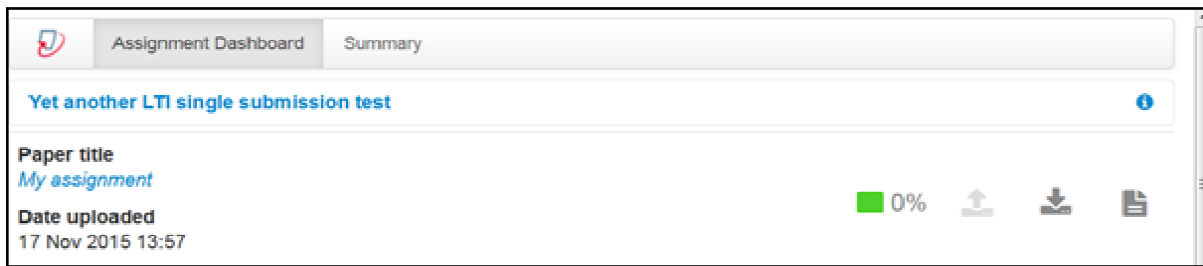 Assignment Dashboard Summary
Yet another LTI single submission test
Paper title
My assignment
0%
Date uploaded
17 Nov 2015 13:57